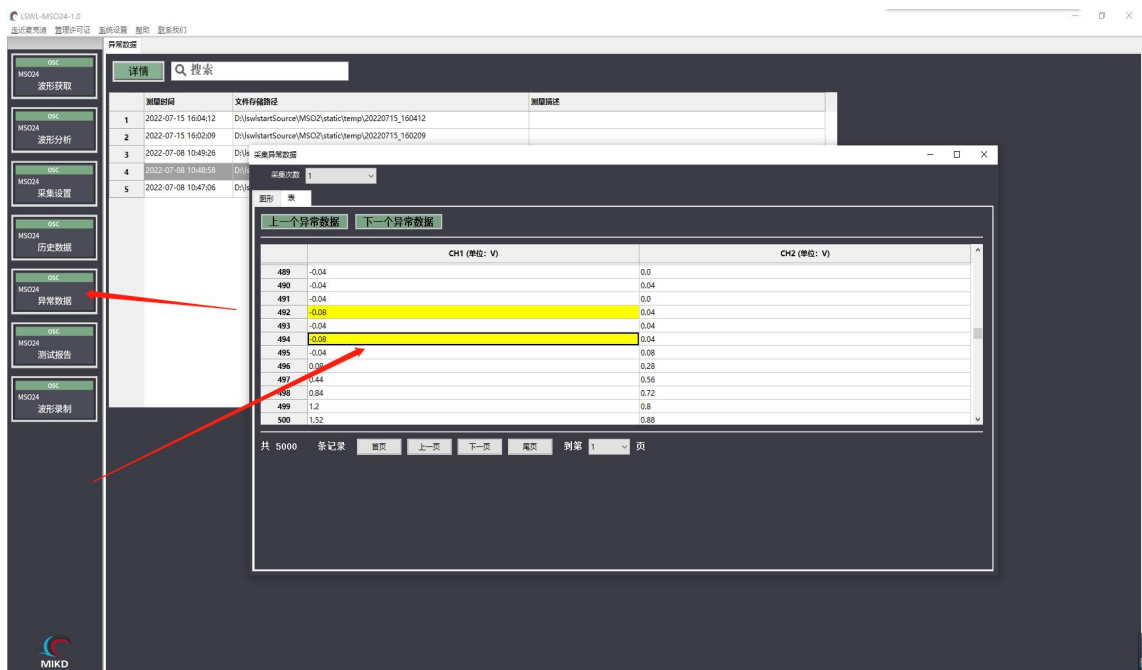 LSWL-MSO24-1.0
管理许可证 系统设置 帮助 联系我们
异常数据
OSC
MSO24
波形获取
OSC
MSO24
波形分析
OSC
MSO24
采集设置
OSC
MSO24
历史数据
OSC
MSO24
异常数据
OSC
MSO24
测试报告
OSC
MSO24
波形录制
MIKD
详情 搜索
测量时间 文件存储路径 测量描述
1 2022-07-15 16:04:12 D:\lswlstartSource\MSO2\static\temp\20220715_160412
2 2022-07-15 16:02:09 D:\lswlstartSource\MSO2\static\temp\20220715_160209
3 2022-07-08 10:49:26 D:\ls
4 2022-07-08 10:48:58 D:\ls
5 2022-07-08 10:47:06 D:\ls
采集异常数据
采集次数 1
图形 表
上一个异常数据 下一个异常数据
CH1 (单位: V) CH2 (单位: V)
489 -0.04 0.0
490 -0.04 0.04
491 -0.04 0.0
492 -0.08 0.04
493 -0.04 0.04
494 -0.08 0.04
495 -0.04 0.08
496 0.08 0.28
497 0.44 0.56
498 0.84 0.72
499 1.2 0.8
500 1.52 0.88
共 5000 条记录 首页 上一页 下一页 尾页 到第 1 页